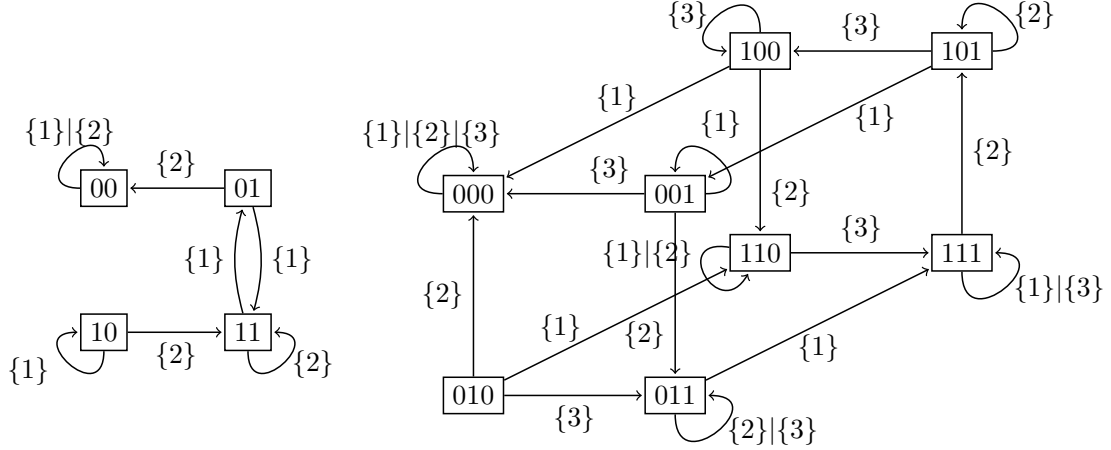 {3} {3} {2}
100 101
{1} {1}
{1}|{2} {1}|{2}|{3} {1}
{2} {3} {2}
00 01 000 001
{2}
{1} {1} {1}|{2} {3}
110 111
{2} {1}|{3}
{1} {2} {1}
10 11
{1} {2} {2}
010 011
{3} {2}|{3}